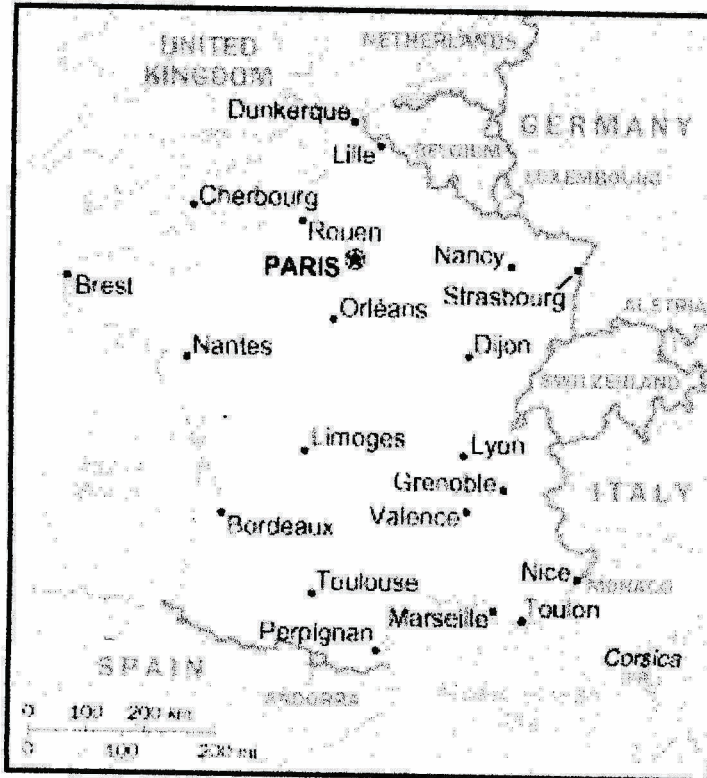 UNITED
KINGDOM
NETHERLANDS
Dunkerque
GERMANY
Lille
BELGIUM
LUXEMBOURG
Cherbourg
Rouen
PARIS
Nancy
Brest
Strasbourg
Orléans
AUSTRIA
Nantes
Dijon
SWITZERLAND
Limoges
Lyon
Grenoble
ITALY
Bordeaux
Valence
Toulouse
Nice
MONACO
Marseille
Toulon
Perpignan
Corsica
SPAIN
ANDORRA
0 100 200 km
0 100 200 mi